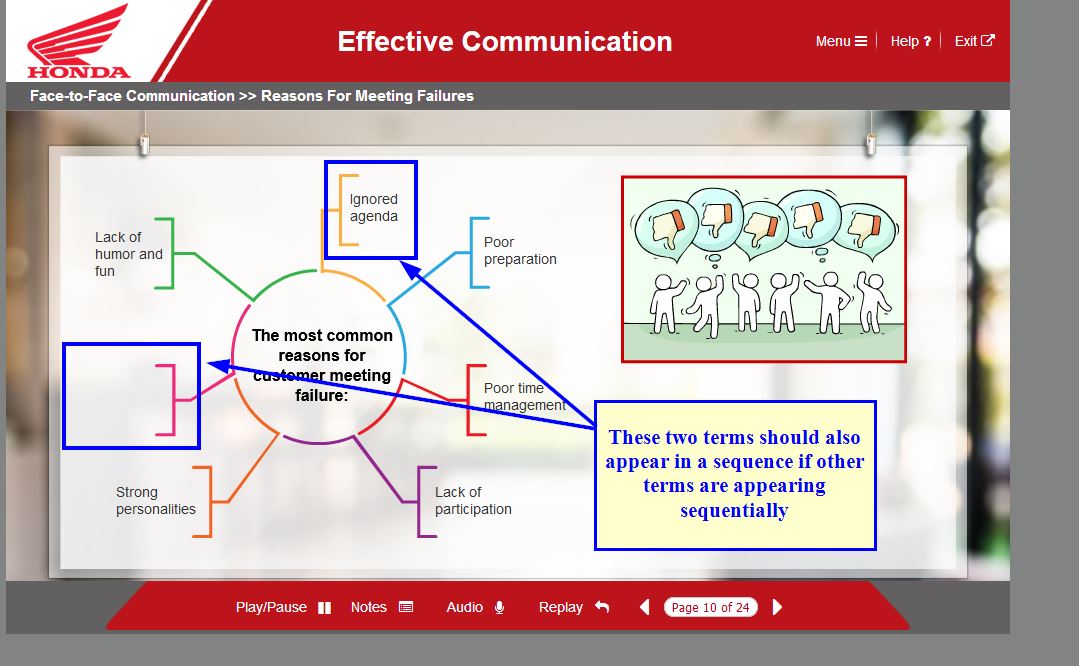 HONDA
Effective Communication
Menu
Help ?
Exit
Face-to-Face Communication >> Reasons For Meeting Failures
Ignored
agenda
Poor
preparation
Lack of
humor and
fun
The most common
reasons for
customer meeting
failure:
Poor time
management
These two terms should also
appear in a sequence if other
terms are appearing
sequentially
Strong
personalities
Lack of
participation
Play/Pause
Notes
Audio
Replay
Page 10 of 24